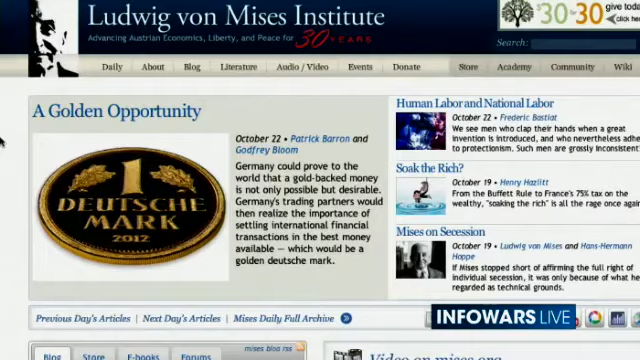 Ludwig von Mises Institute
Advancing Austrian Economics, Liberty, and Peace for 30 YEARS
$30 for 30
give toda
click he
Search:
Daily About Blog Literature Audio / Video Events Donate Store Academy Community Wiki
A Golden Opportunity
1
DEUTSCHE
MARK
2012
October 22 • Patrick Barron and
Godfrey Bloom
Germany could prove to the
world that a gold-backed money
is not only possible but desirable.
Germany's trading partners would
then realize the importance of
settling international financial
transactions in the best money
available — which would be a
golden deutsche mark.
Human Labor and National Labor
October 22 • Frederic Bastiat
We see men who clap their hands when a great
invention is introduced, and who nevertheless adhe
to protectionism. Such men are grossly inconsistent
Soak the Rich?
October 19 • Henry Hazlitt
From the Buffett Rule to France's 75% tax on the
wealthy, "soaking the rich" is all the rage once agai
Mises on Secession
October 19 • Ludwig von Mises and Hans-Hermann
Hoppe
If Mises stopped short of affirming the full right of
individual secession, it was only because of what he
regarded as technical grounds.
Previous Day's Articles | Next Day's Articles | Mises Daily Full Archive
INFOWARS LIVE
mises blog rss
Blog Store E-books Forums
Video on mises.org